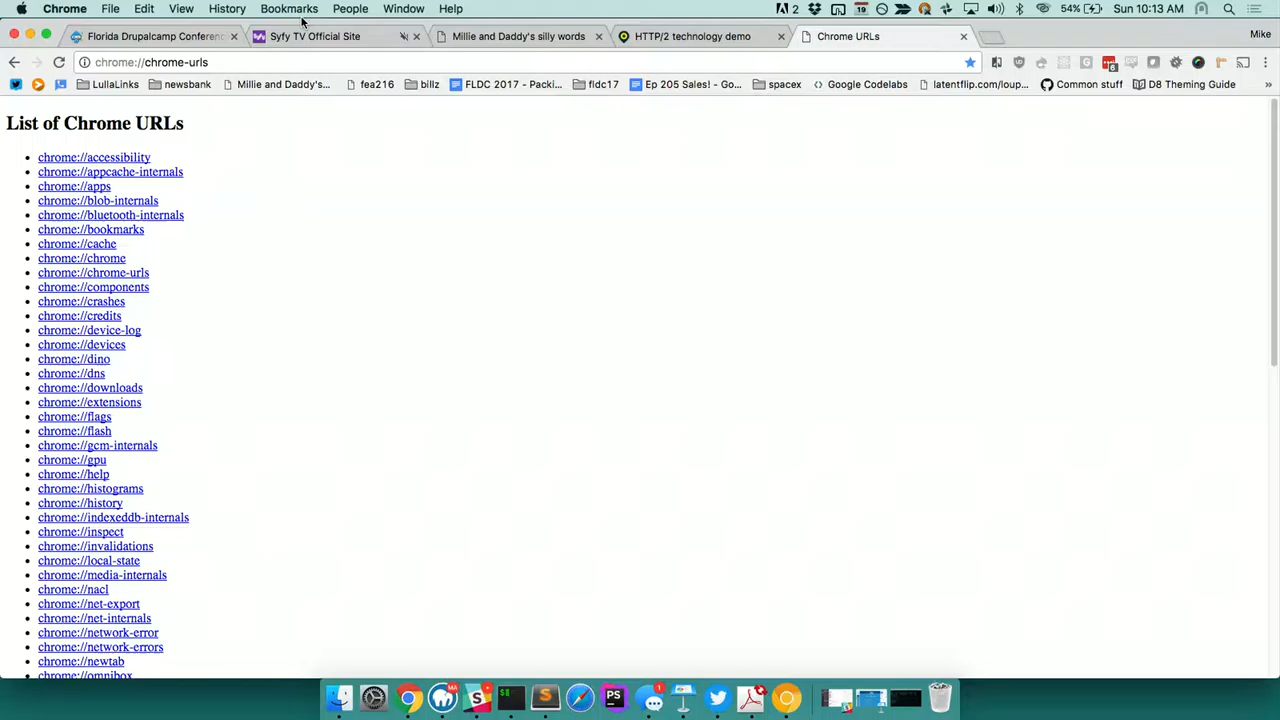 Chrome File Edit View History Bookmarks People Window Help 2 19 54% Sun 10:13 AM
Florida Drupalcamp Conferenc Syfy TV Official Site Millie and Daddy's silly words HTTP/2 technology demo Chrome URLs Mike
chrome://chrome-urls
LullaLinks newsbank Millie and Daddy's... fea216 billz FLDC 2017 - Packi... fldc17 Ep 205 Sales! - Go... spacex Google Codelabs latentflip.com/loup... Common stuff D8 Theming Guide »
List of Chrome URLs
chrome://accessibility
chrome://appcache-internals
chrome://apps
chrome://blob-internals
chrome://bluetooth-internals
chrome://bookmarks
chrome://cache
chrome://chrome
chrome://chrome-urls
chrome://components
chrome://crashes
chrome://credits
chrome://device-log
chrome://devices
chrome://dino
chrome://dns
chrome://downloads
chrome://extensions
chrome://flags
chrome://flash
chrome://gcm-internals
chrome://gpu
chrome://help
chrome://histograms
chrome://history
chrome://indexeddb-internals
chrome://inspect
chrome://invalidations
chrome://local-state
chrome://media-internals
chrome://nacl
chrome://net-export
chrome://net-internals
chrome://network-error
chrome://network-errors
chrome://newtab
chrome://omnibox